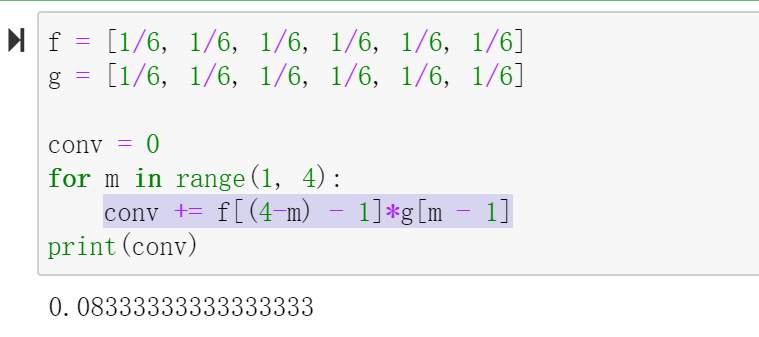 f = [1/6, 1/6, 1/6, 1/6, 1/6, 1/6]
g = [1/6, 1/6, 1/6, 1/6, 1/6, 1/6]
conv = 0
for m in range(1, 4):
    conv += f[(4-m) - 1]*g[m - 1]
print(conv)
0.08333333333333333